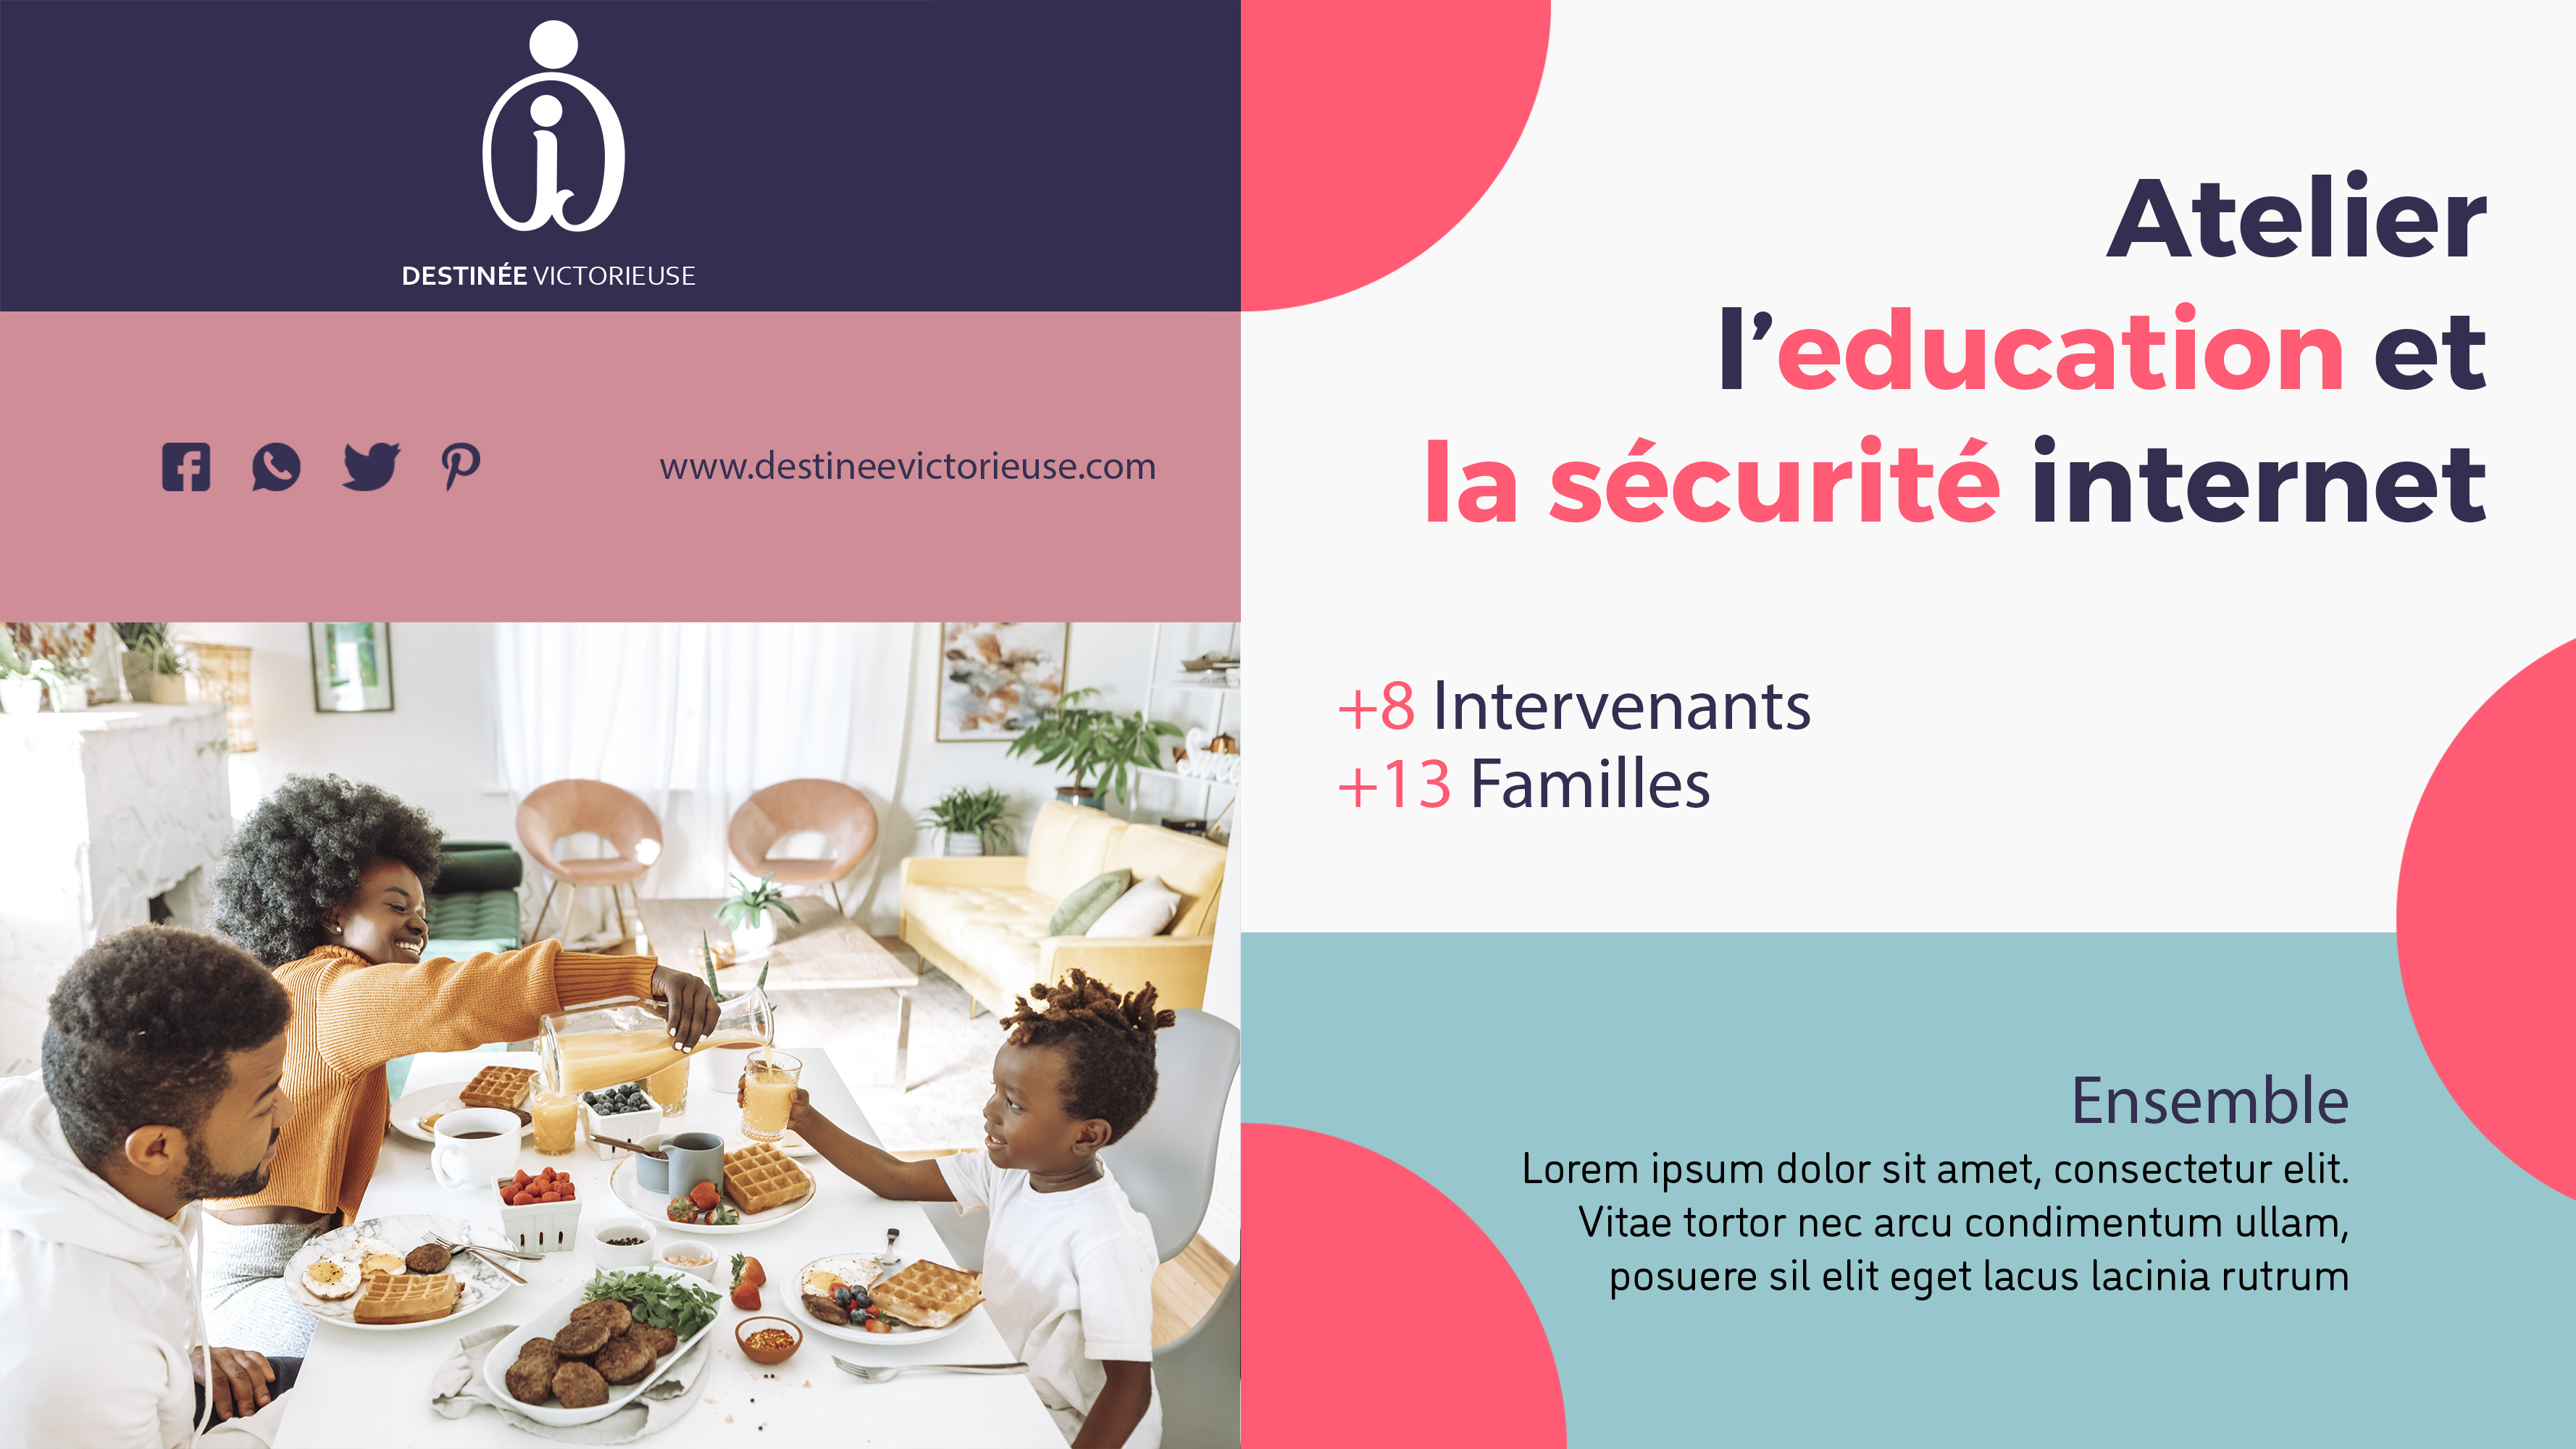 DESTINÉE VICTORIEUSE
www.destineevictorieuse.com
Atelier
l’education et
la sécurité internet
+8 Intervenants
+13 Familles
Ensemble
Lorem ipsum dolor sit amet, consectetur elit.
Vitae tortor nec arcu condimentum ullam,
posuere sil elit eget lacus lacinia rutrum